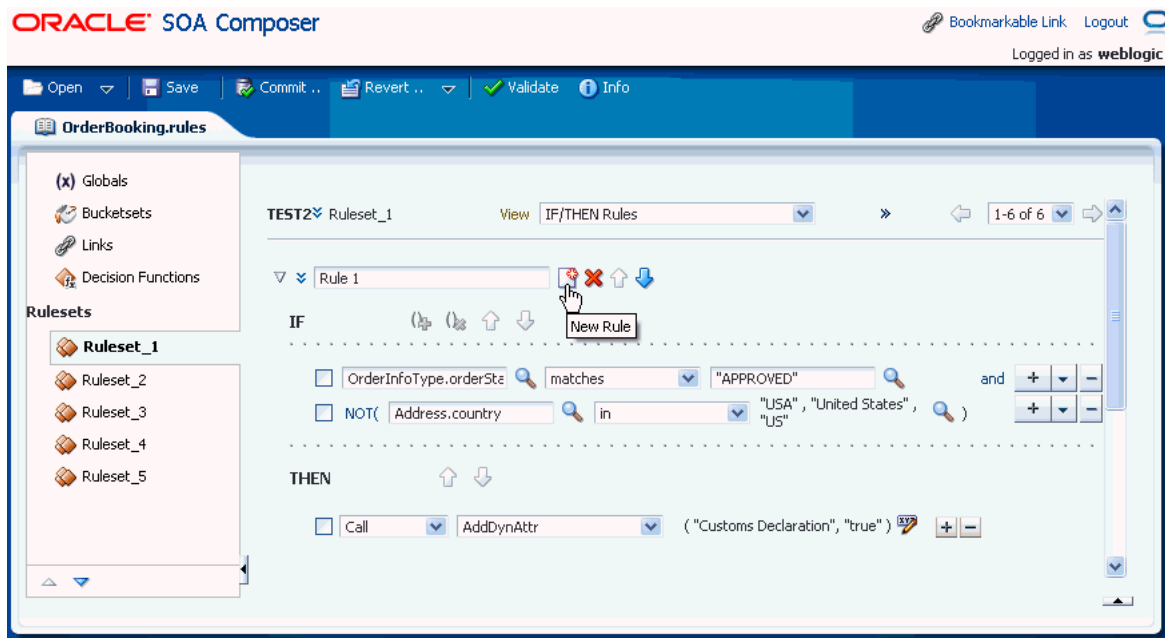 ORACLE® SOA Composer
Bookmarkable Link Logout
Logged in as weblogic
Open Save Commit .. Revert .. Validate Info
OrderBooking.rules
(x) Globals
Bucketsets
Links
Decision Functions
Rulesets
Ruleset_1
Ruleset_2
Ruleset_3
Ruleset_4
Ruleset_5
TEST2 Ruleset_1 View IF/THEN Rules 1-6 of 6
Rule 1
New Rule
IF
OrderInfoType.orderSta matches "APPROVED" and
NOT( Address.country in "USA" , "United States" ,
"US" )
THEN
Call AddDynAttr ( "Customs Declaration", "true" )